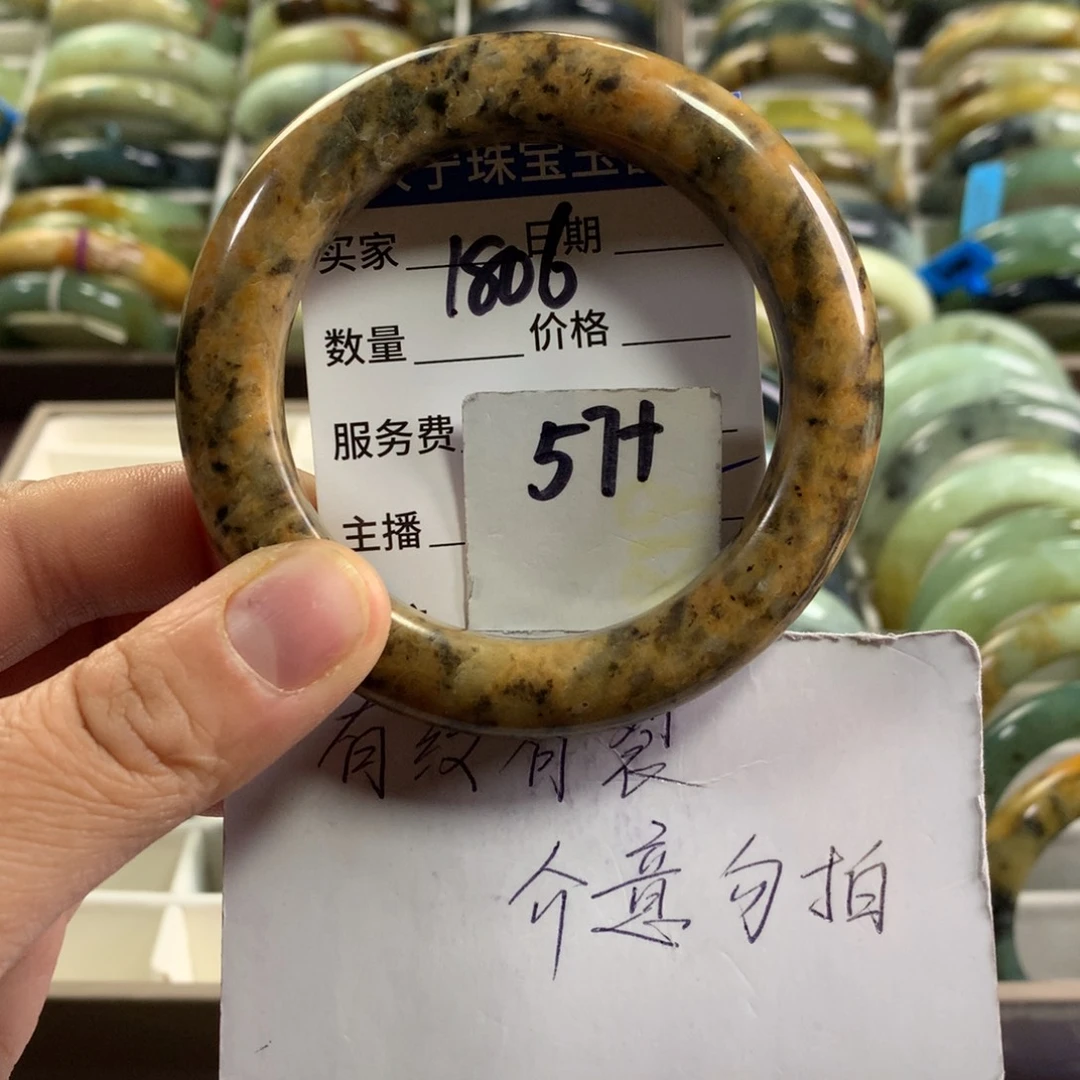 宁珠宝玉
买家 1806 日期
数量 价格
服务费
5H
主播
有纹有裂
介意勿拍